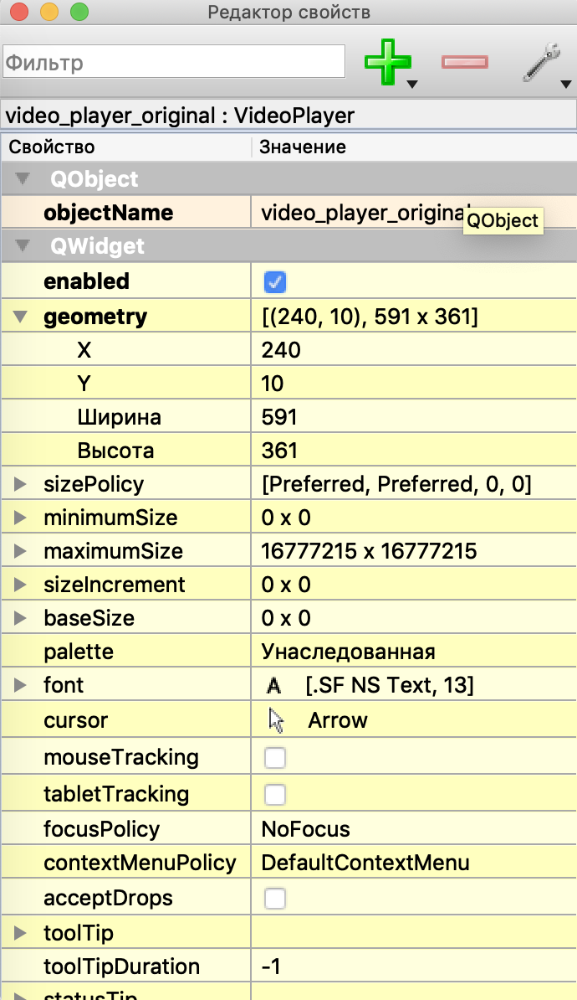 Редактор свойств
Фильтр
video_player_original : VideoPlayer
Свойство Значение
QObject
objectName video_player_original
QObject
QWidget
enabled
geometry [(240, 10), 591 x 361]
X 240
Y 10
Ширина 591
Высота 361
sizePolicy [Preferred, Preferred, 0, 0]
minimumSize 0 x 0
maximumSize 16777215 x 16777215
sizeIncrement 0 x 0
baseSize 0 x 0
palette Унаследованная
font A [.SF NS Text, 13]
cursor Arrow
mouseTracking
tabletTracking
focusPolicy NoFocus
contextMenuPolicy DefaultContextMenu
acceptDrops
toolTip
toolTipDuration -1
statusTip